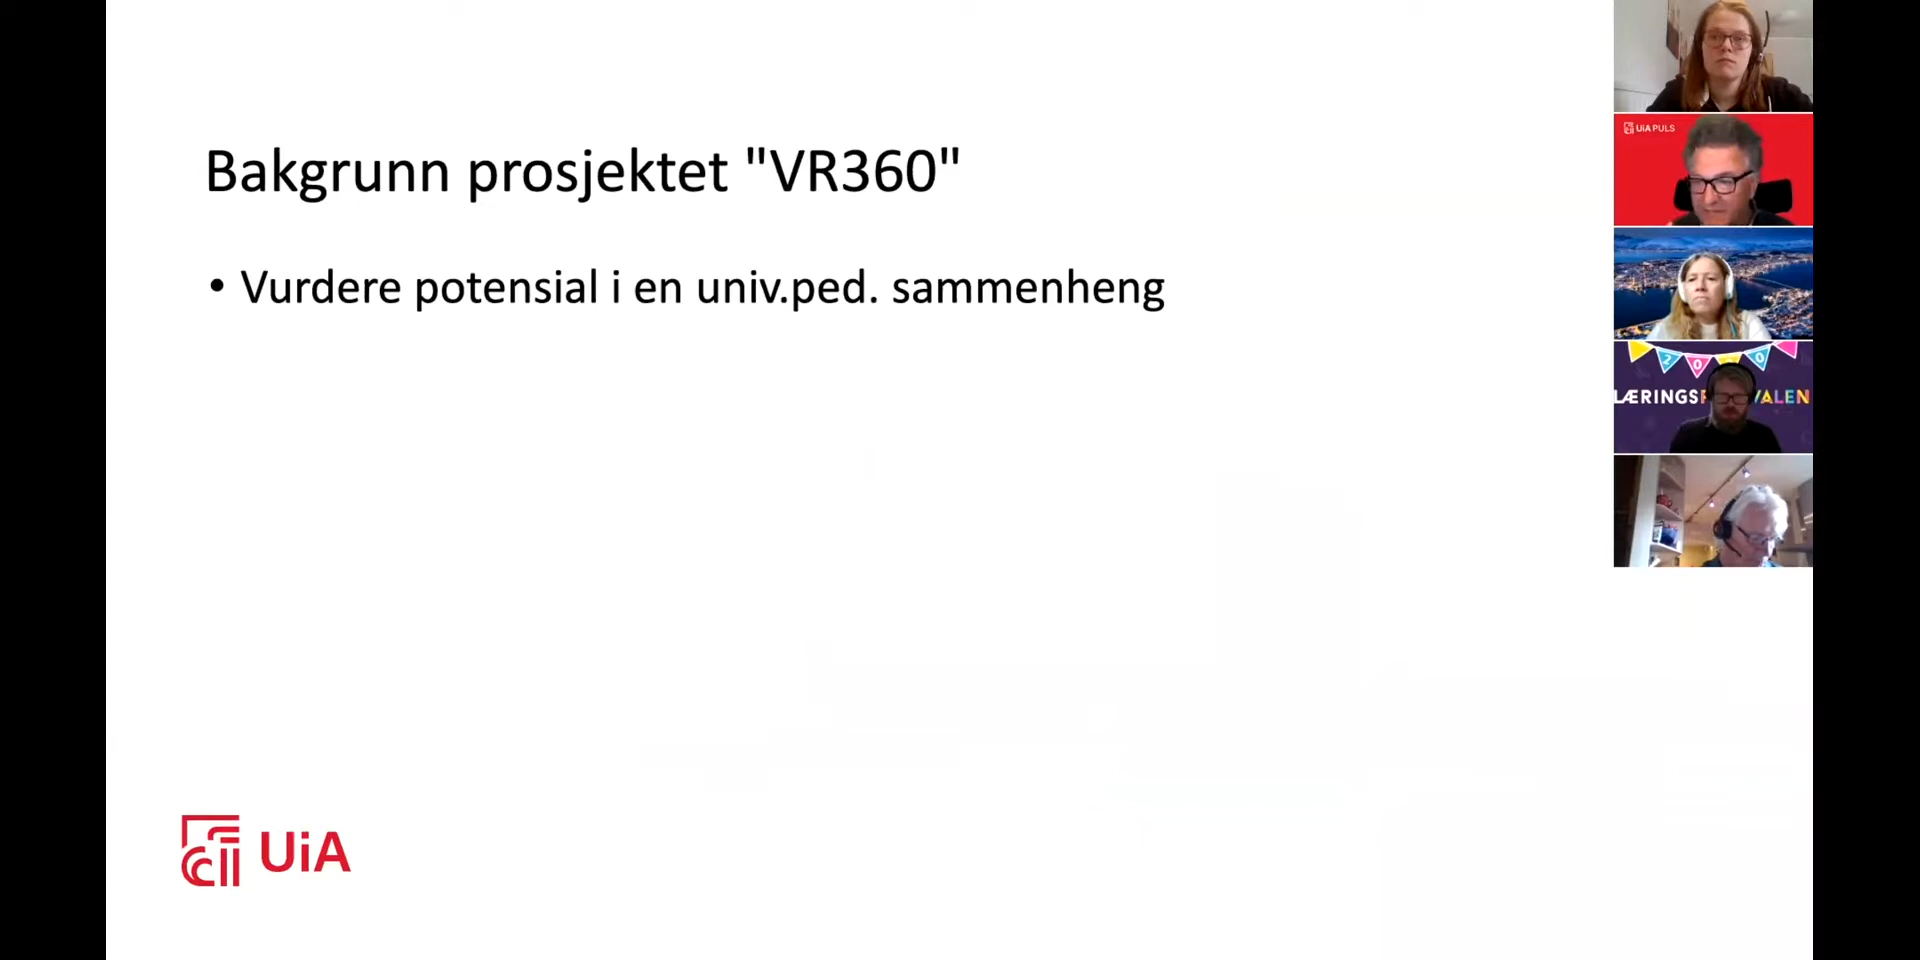 Bakgrunn prosjektet "VR360"
• Vurdere potensial i en univ.ped. sammenheng
UiA
UiA PULS